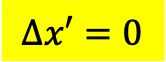 Δx′ = 0